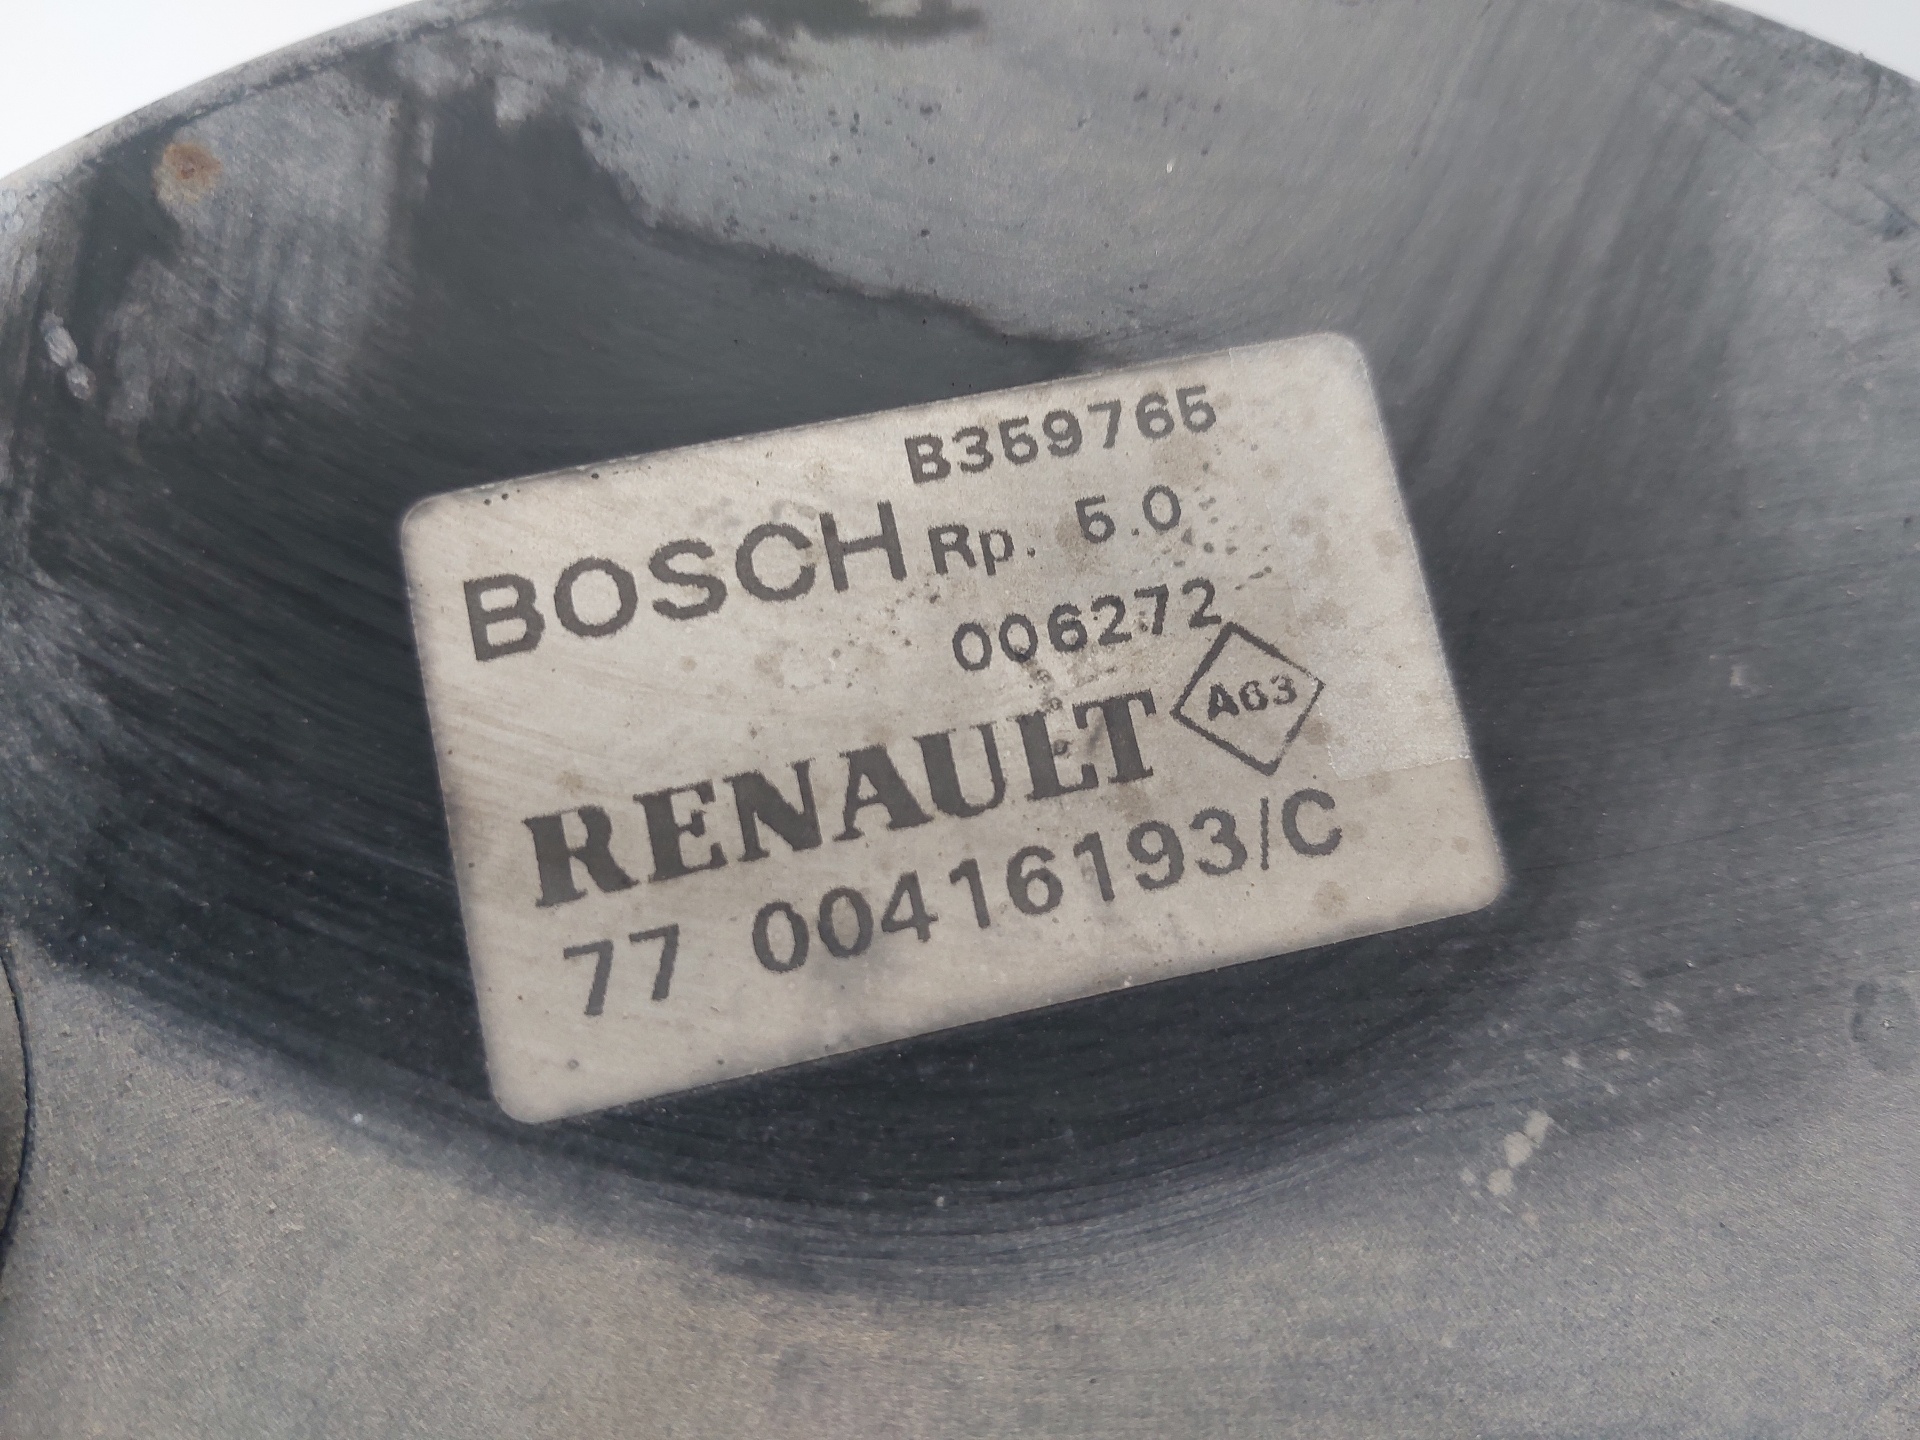 B359765
BOSCH Rp. 5.0
006272
RENAULT A63
77 00416193/C